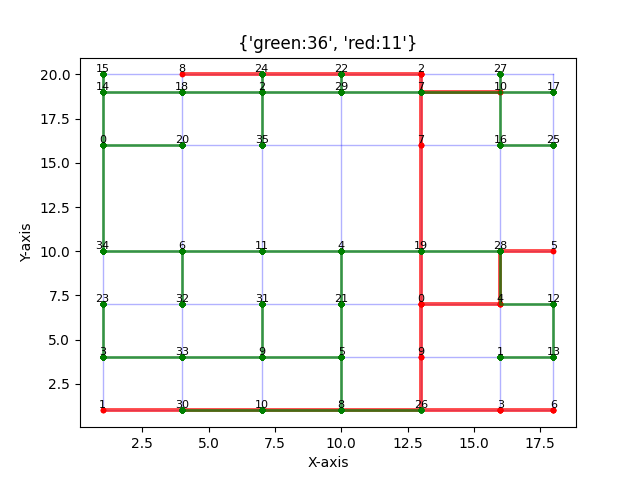 {'green:36', 'red:11'}
20.0 15 8 24 22 2 27
14 18 2 29 7 10 17
17.5
0 20 35 7 16 25
15.0
12.5
10.0 34 6 11 4 19 28 5
7.5 23 32 31 21 0 4 12
5.0
3 33 9 5 9 1 13
2.5
1 30 10 8 26 3 6
2.5 5.0 7.5 10.0 12.5 15.0 17.5
X-axis
Y-axis